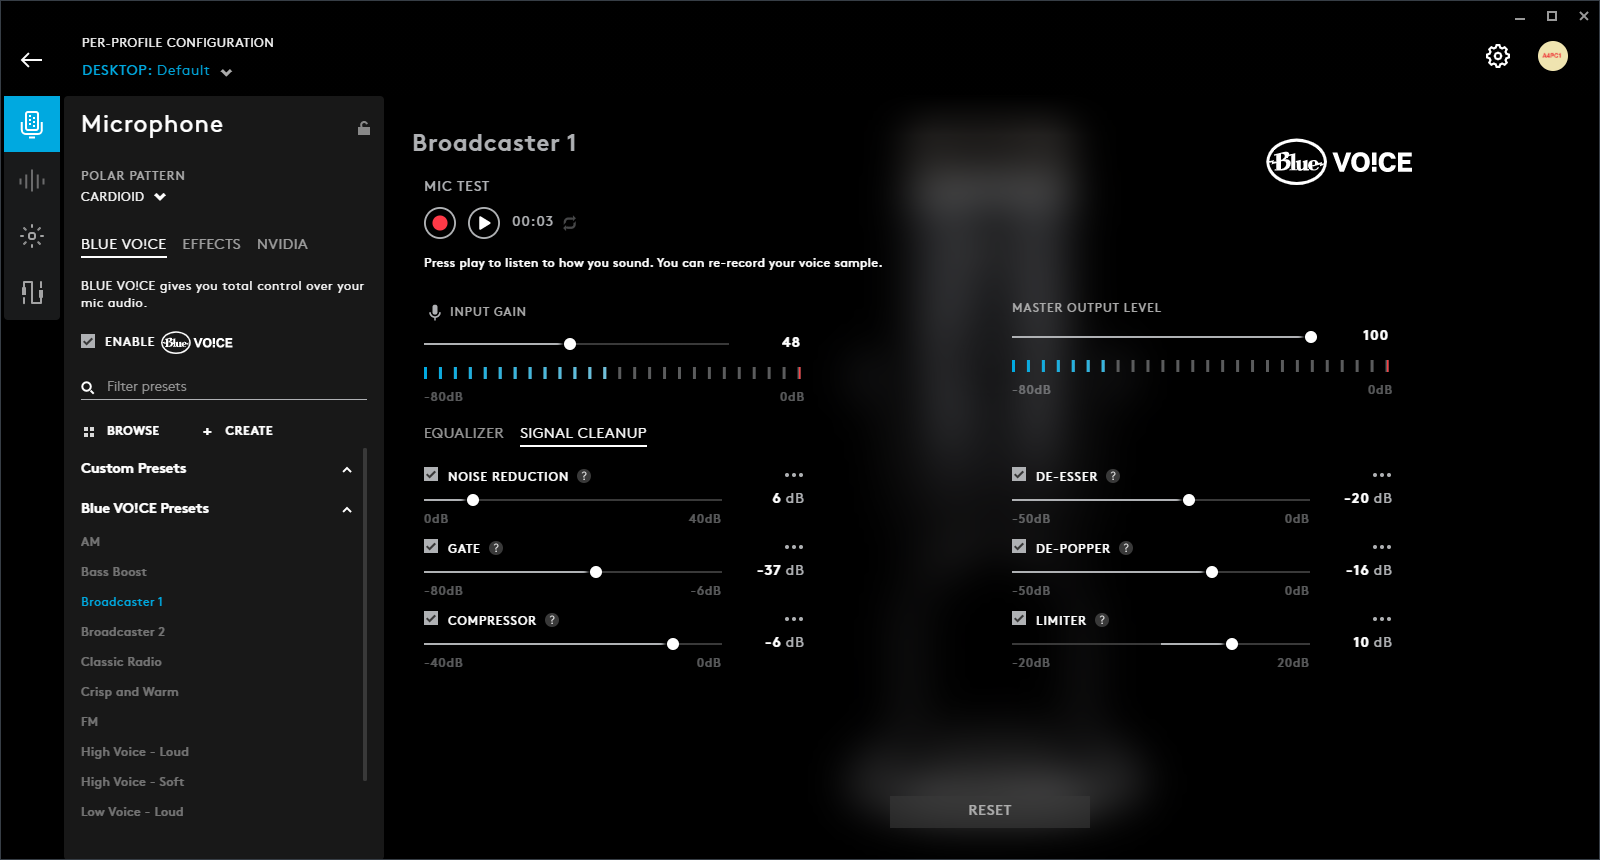 PER-PROFILE CONFIGURATION
DESKTOP: Default
Microphone
POLAR PATTERN
CARDIOID
BLUE VO!CE EFFECTS NVIDIA
BLUE VO!CE gives you total control over your
mic audio.
ENABLE Blue VO!CE
Filter presets
BROWSE + CREATE
Custom Presets
Blue VO!CE Presets
AM
Bass Boost
Broadcaster 1
Broadcaster 2
Classic Radio
Crisp and Warm
FM
High Voice - Loud
High Voice - Soft
Low Voice - Loud
Broadcaster 1
Blue VO!CE
MIC TEST
00:03
Press play to listen to how you sound. You can re-record your voice sample.
INPUT GAIN
48
-80dB 0dB
MASTER OUTPUT LEVEL
100
-80dB 0dB
EQUALIZER SIGNAL CLEANUP
NOISE REDUCTION ?
6 dB
0dB 40dB
DE-ESSER ?
-20 dB
-50dB 0dB
GATE ?
-37 dB
-80dB -6dB
DE-POPPER ?
-16 dB
-50dB 0dB
COMPRESSOR ?
-6 dB
-40dB 0dB
LIMITER ?
10 dB
-20dB 20dB
RESET